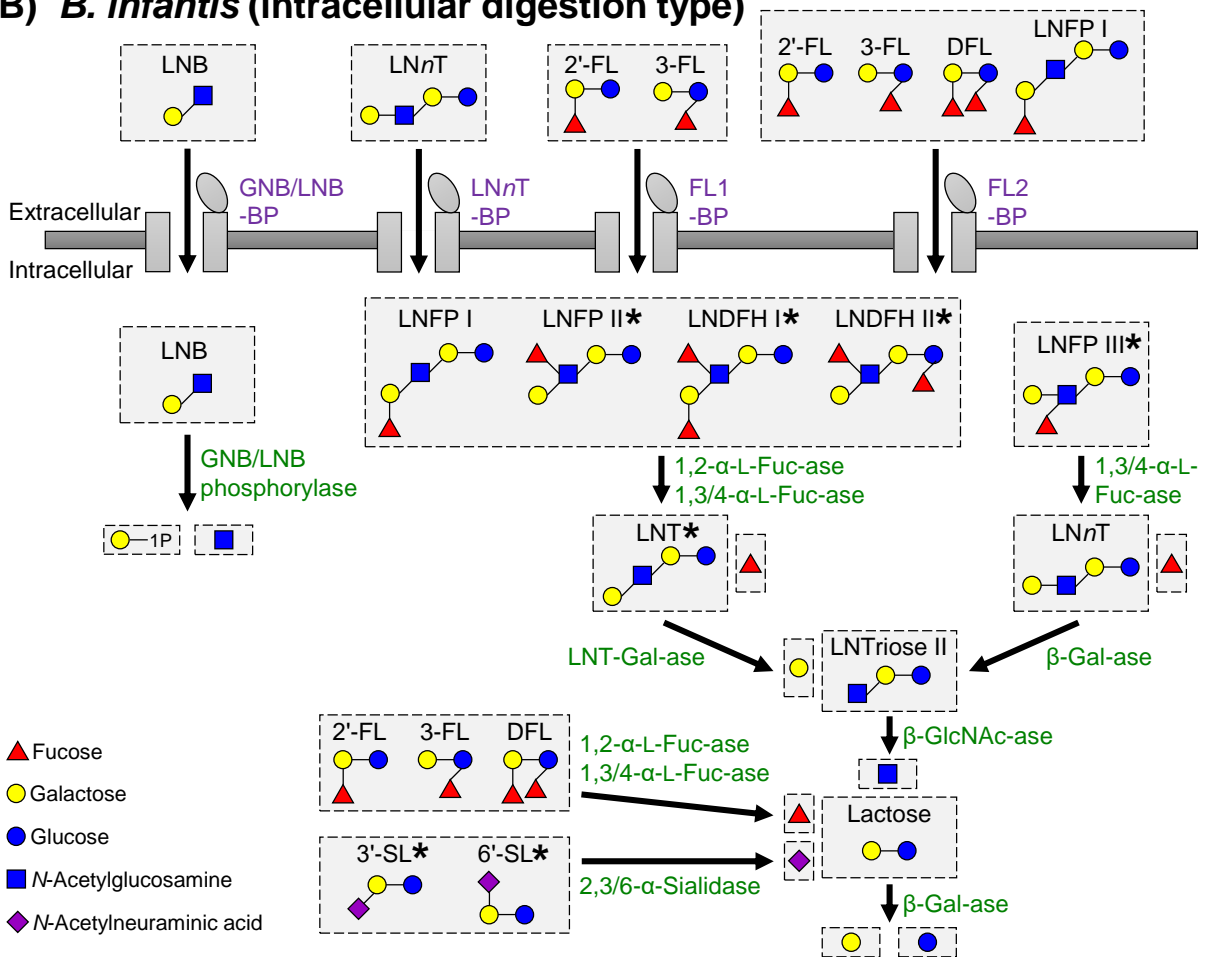 B) B. infantis (intracellular digestion type)
LNB
LNnT
2'-FL 3-FL
2'-FL 3-FL DFL LNFP I
GNB/LNB
-BP
LNnT
-BP
FL1
-BP
FL2
-BP
Extracellular
Intracellular
LNB
LNFP I LNFP II* LNDFH I* LNDFH II*
LNFP III*
GNB/LNB
phosphorylase
1,2-α-L-Fuc-ase
1,3/4-α-L-Fuc-ase
1,3/4-α-L-
Fuc-ase
1P
LNT*
LNnT
LNT-Gal-ase
LNTriose II
β-Gal-ase
β-GlcNAc-ase
2'-FL 3-FL DFL
1,2-α-L-Fuc-ase
1,3/4-α-L-Fuc-ase
Lactose
3'-SL* 6'-SL*
2,3/6-α-Sialidase
β-Gal-ase
Fucose
Galactose
Glucose
N-Acetylglucosamine
N-Acetylneuraminic acid